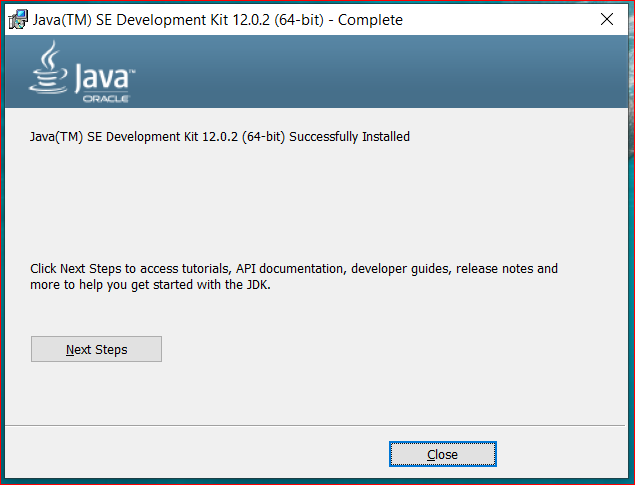 Java(TM) SE Development Kit 12.0.2 (64-bit) - Complete
Java™
ORACLE
Java(TM) SE Development Kit 12.0.2 (64-bit) Successfully Installed
Click Next Steps to access tutorials, API documentation, developer guides, release notes and
more to help you get started with the JDK.
Next Steps
Close